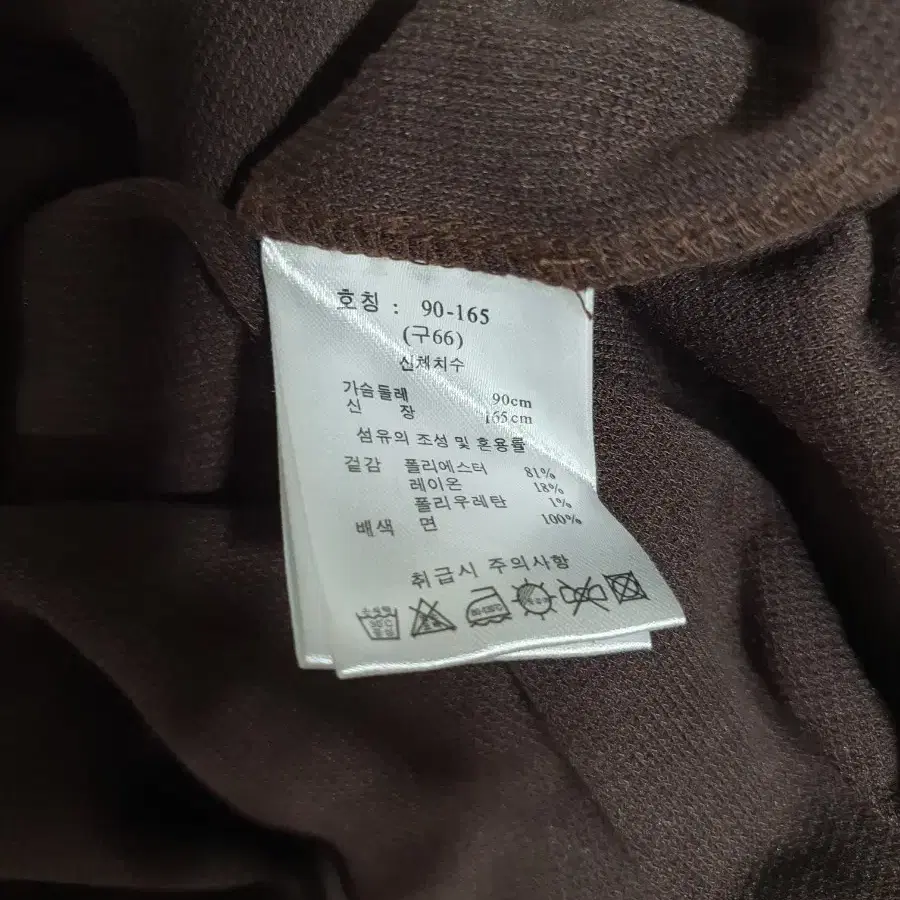 호칭 : 90-165
(구66)
신체치수
가슴둘레 90cm
신 장 165cm
섬유의 조성 및 혼용률
겉감 폴리에스터 81%
레이온 18%
폴리우레탄 1%
배색 면 100%
취급시 주의사항
30℃
중성